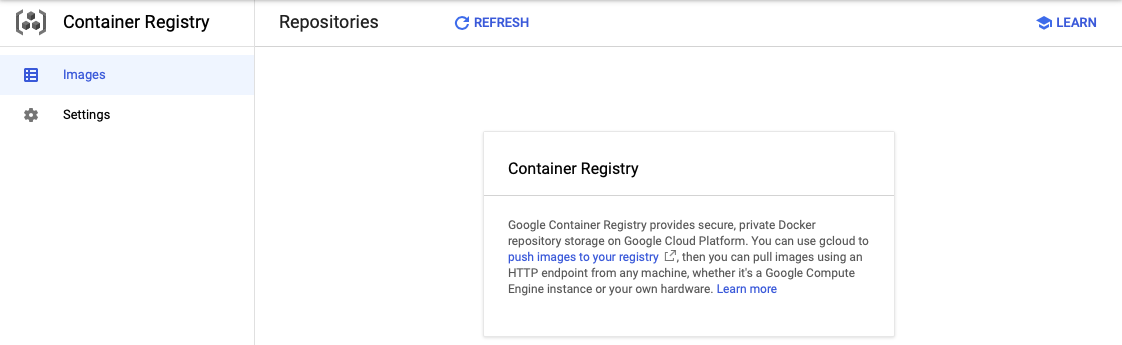 Container Registry
Repositories
REFRESH
LEARN
Images
Settings
Container Registry
Google Container Registry provides secure, private Docker
repository storage on Google Cloud Platform. You can use gcloud to
push images to your registry , then you can pull images using an
HTTP endpoint from any machine, whether it's a Google Compute
Engine instance or your own hardware. Learn more